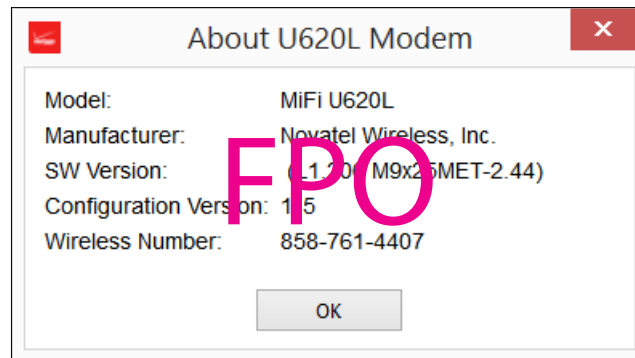 About U620L Modem
Model: MiFi U620L
Manufacturer: Novatel Wireless, Inc.
SW Version: M9x25MET-2.44)
Configuration Version:
Wireless Number: 858-761-4407
FPO
OK